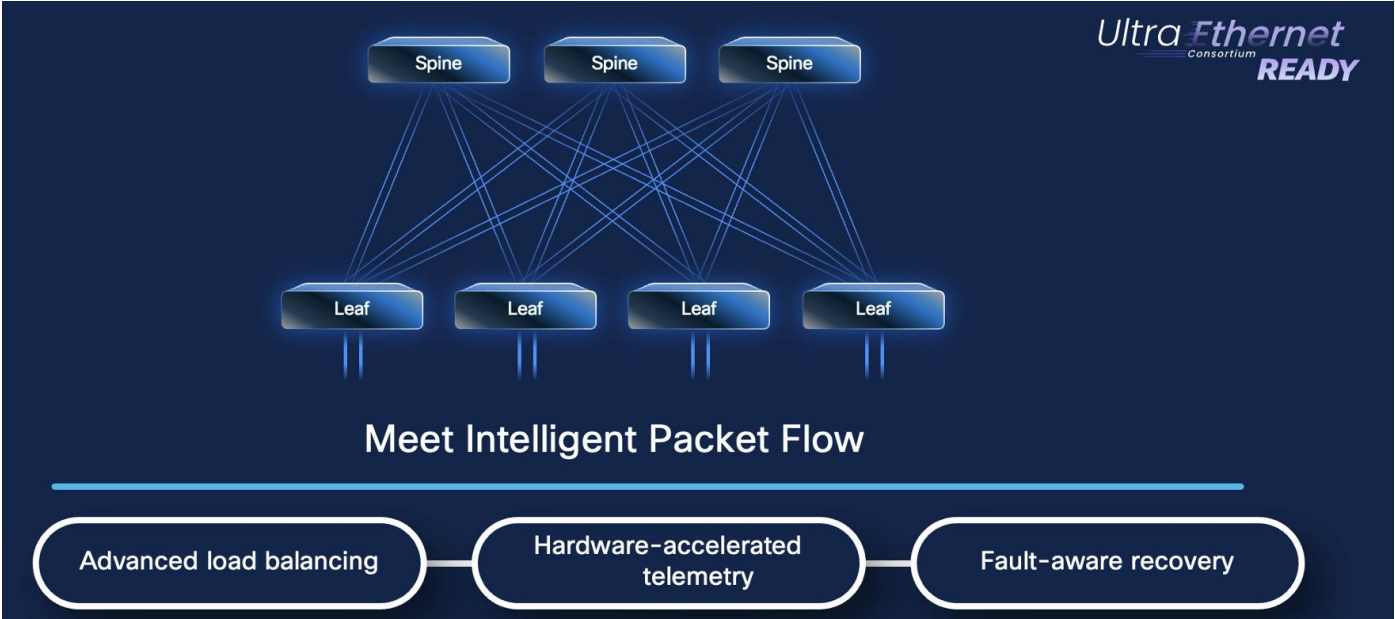 Ultra Ethernet
Consortium
READY
Spine
Spine
Spine
Leaf
Leaf
Leaf
Leaf
Meet Intelligent Packet Flow
Advanced load balancing
Hardware-accelerated
telemetry
Fault-aware recovery